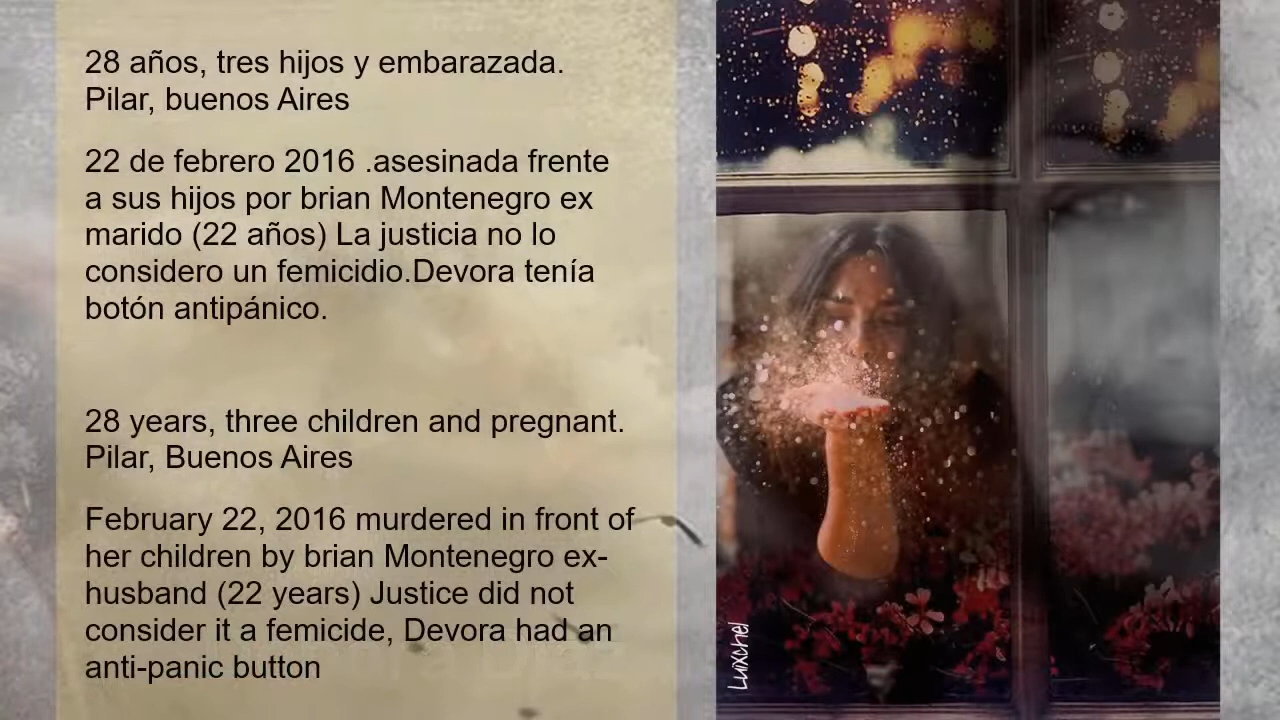 28 años, tres hijos y embarazada.
Pilar, buenos Aires
22 de febrero 2016 .asesinada frente
a sus hijos por brian Montenegro ex
marido (22 años) La justicia no lo
considero un femicidio.Devora tenía
botón antipánico.
28 years, three children and pregnant.
Pilar, Buenos Aires
February 22, 2016 murdered in front of
her children by brian Montenegro ex-
husband (22 years) Justice did not
consider it a femicide, Devora had an
anti-panic button
Luixchel